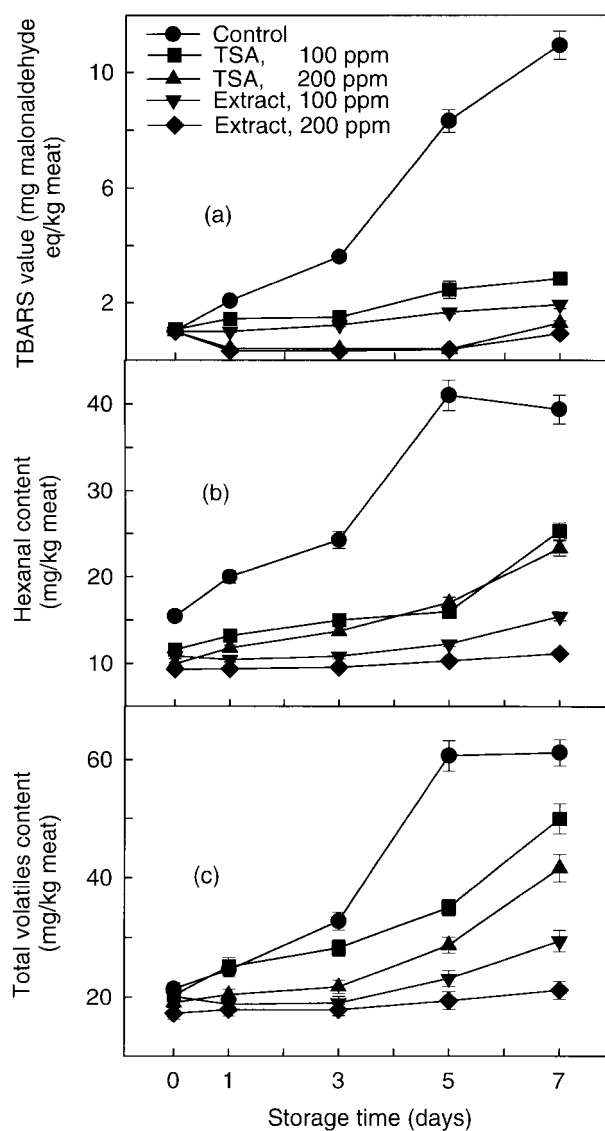 Control
TSA, 100 ppm
TSA, 200 ppm
Extract, 100 ppm
Extract, 200 ppm
TBARS value (mg malonaldehyde
eq/kg meat)
10
6
2
(a)
Hexanal content
(mg/kg meat)
40
30
20
10
(b)
Total volatiles content
(mg/kg meat)
60
40
20
(c)
0 1 3 5 7
Storage time (days)